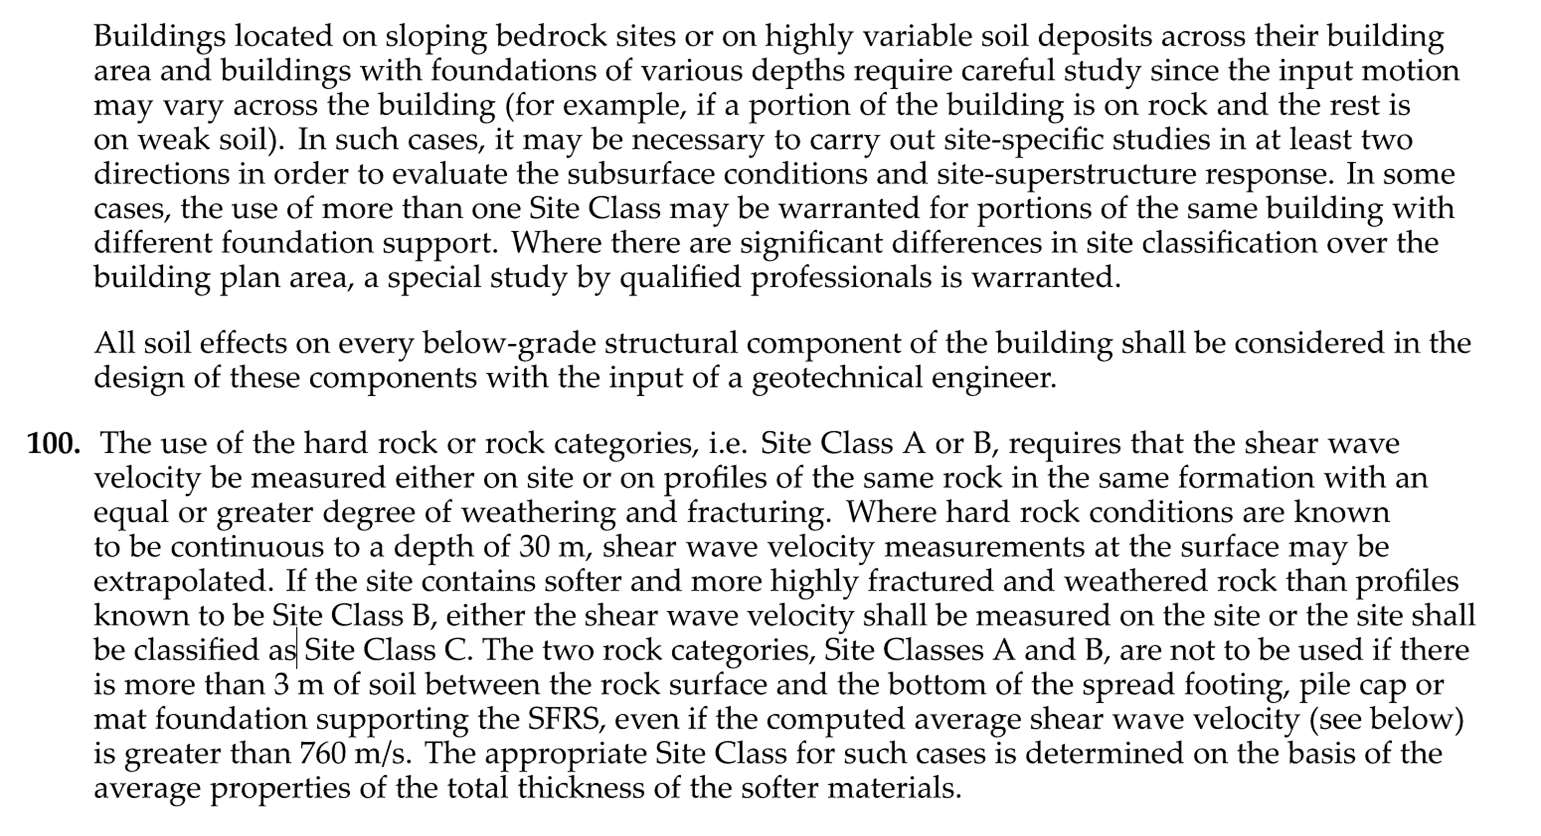 Buildings located on sloping bedrock sites or on highly variable soil deposits across their building
area and buildings with foundations of various depths require careful study since the input motion
may vary across the building (for example, if a portion of the building is on rock and the rest is
on weak soil). In such cases, it may be necessary to carry out site-specific studies in at least two
directions in order to evaluate the subsurface conditions and site-superstructure response. In some
cases, the use of more than one Site Class may be warranted for portions of the same building with
different foundation support. Where there are significant differences in site classification over the
building plan area, a special study by qualified professionals is warranted.
All soil effects on every below-grade structural component of the building shall be considered in the
design of these components with the input of a geotechnical engineer.
100. The use of the hard rock or rock categories, i.e. Site Class A or B, requires that the shear wave
velocity be measured either on site or on profiles of the same rock in the same formation with an
equal or greater degree of weathering and fracturing. Where hard rock conditions are known
to be continuous to a depth of 30 m, shear wave velocity measurements at the surface may be
extrapolated. If the site contains softer and more highly fractured and weathered rock than profiles
known to be Site Class B, either the shear wave velocity shall be measured on the site or the site shall
be classified as Site Class C. The two rock categories, Site Classes A and B, are not to be used if there
is more than 3 m of soil between the rock surface and the bottom of the spread footing, pile cap or
mat foundation supporting the SFRS, even if the computed average shear wave velocity (see below)
is greater than 760 m/s. The appropriate Site Class for such cases is determined on the basis of the
average properties of the total thickness of the softer materials.